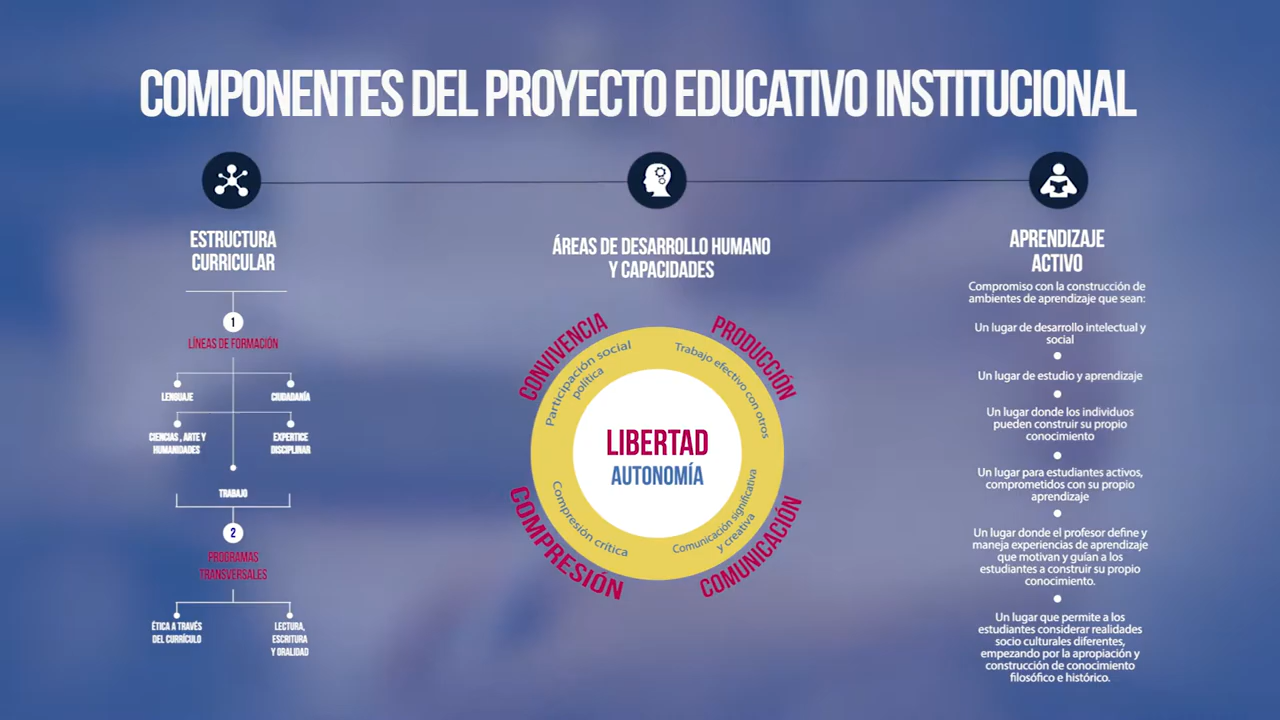 COMPONENTES DEL PROYECTO EDUCATIVO INSTITUCIONAL
ESTRUCTURA
CURRICULAR
1
LÍNEAS DE FORMACIÓN
LENGUAJE
CIUDADANÍA
CIENCIAS , ARTE Y
HUMANIDADES
EXPERTICE
DISCIPLINAR
TRABAJO
2
PROGRAMAS
TRANSVERSALES
ÉTICA A TRAVÉS
DEL CURRÍCULO
LECTURA,
ESCRITURA
Y ORALIDAD
ÁREAS DE DESARROLLO HUMANO
Y CAPACIDADES
CONVIVENCIA
Participación social
política
PRODUCCIÓN
Trabajo efectivo con otros
LIBERTAD
AUTONOMÍA
COMPRESIÓN
Compresión crítica
COMUNICACIÓN
Comunicación significativa
y creativa
APRENDIZAJE
ACTIVO
Compromiso con la construcción de
ambientes de aprendizaje que sean:
Un lugar de desarrollo intelectual y
social
Un lugar de estudio y aprendizaje
Un lugar donde los individuos
pueden construir su propio
conocimiento
Un lugar para estudiantes activos,
comprometidos con su propio
aprendizaje
Un lugar donde el profesor define y
maneja experiencias de aprendizaje
que motivan y guían a los
estudiantes a construir su propio
conocimiento.
Un lugar que permite a los
estudiantes considerar realidades
socio culturales diferentes,
empezando por la apropiación y
construcción de conocimiento
filosófico e histórico.